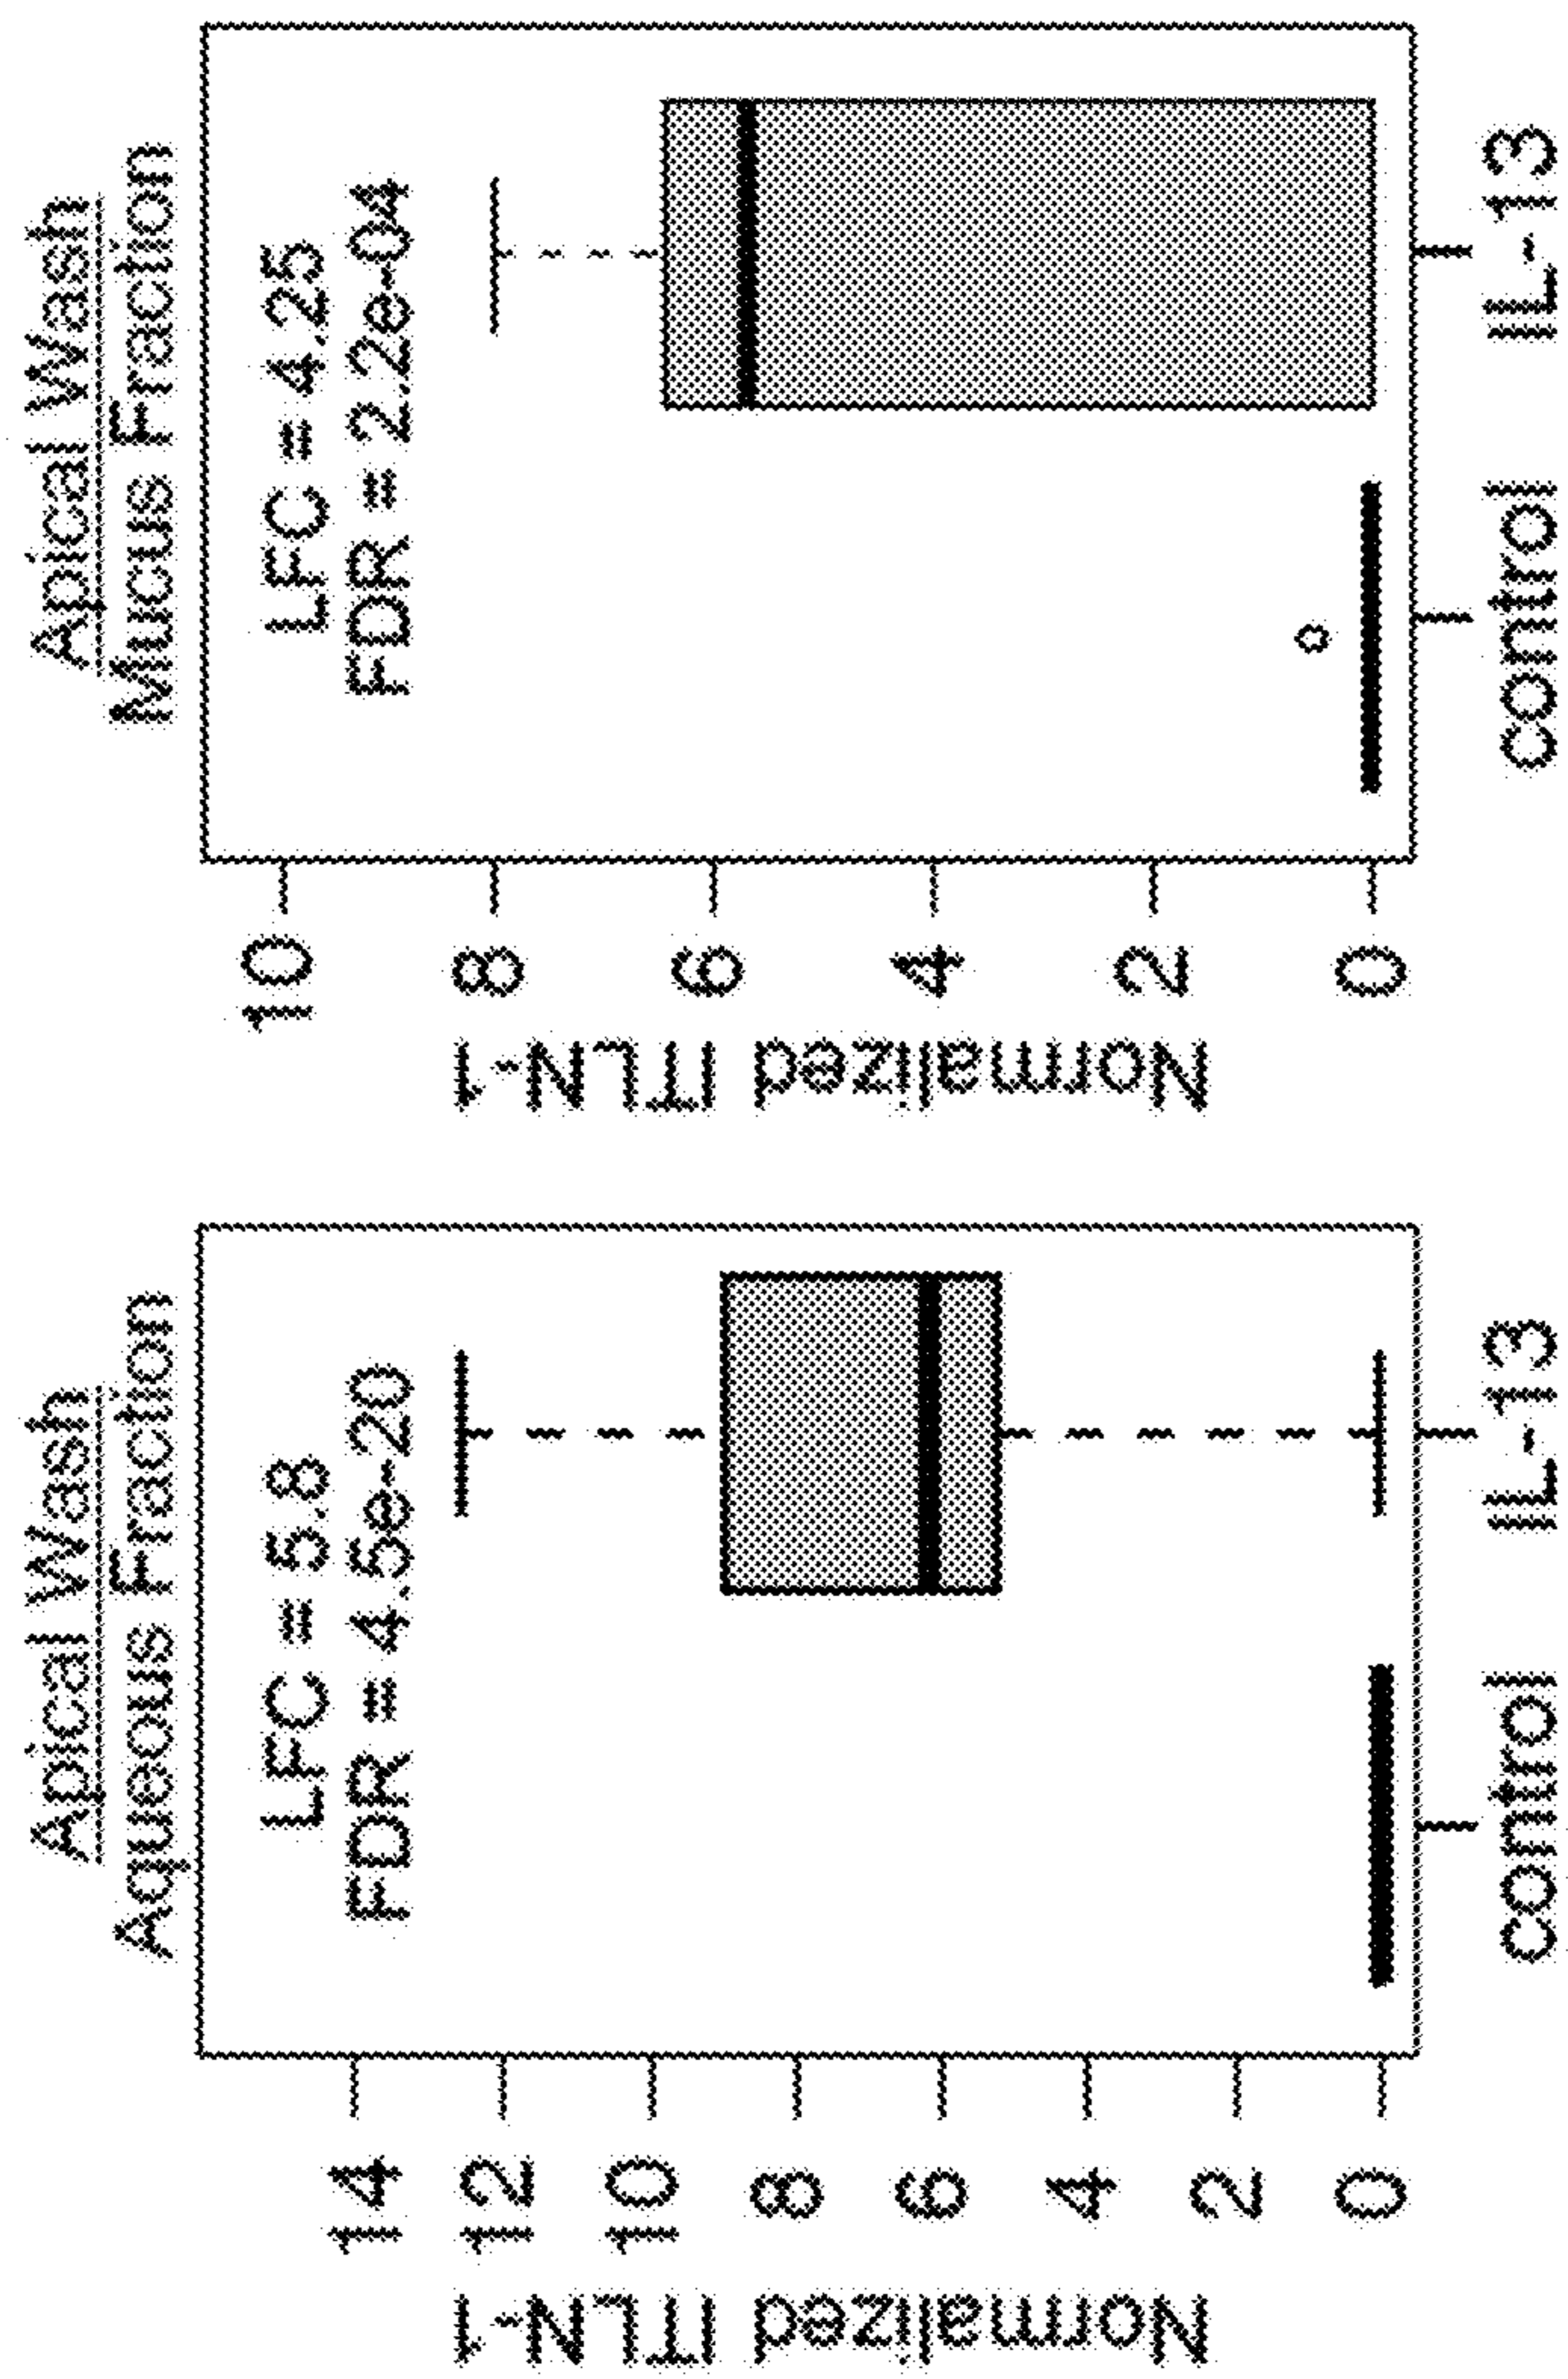 Apical Wash
Aqueous Fraction
LFC = 5.8
FDR = 4.5e-20
Normalized ITLN-1
14
12
10
8
6
4
2
0
control
IL-13
Apical Wash
Mucus Fraction
LFC = 4.25
FDR = 2.2e-04
Normalized ITLN-1
10
8
6
4
2
0
control
IL-13